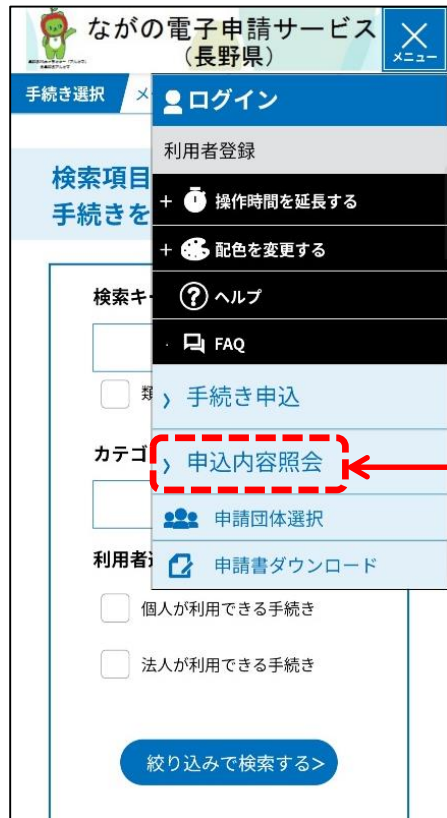 ながの電子申請サービス
（長野県）
メニュー
手続き選択
メ
ログイン
利用者登録
+ 操作時間を延長する
+ 配色を変更する
ヘルプ
FAQ
› 手続き申込
› 申込内容照会
申請団体選択
申請書ダウンロード
検索項目
手続きを
検索キー
類
カテゴ
利用者
個人が利用できる手続き
法人が利用できる手続き
絞り込みで検索する>